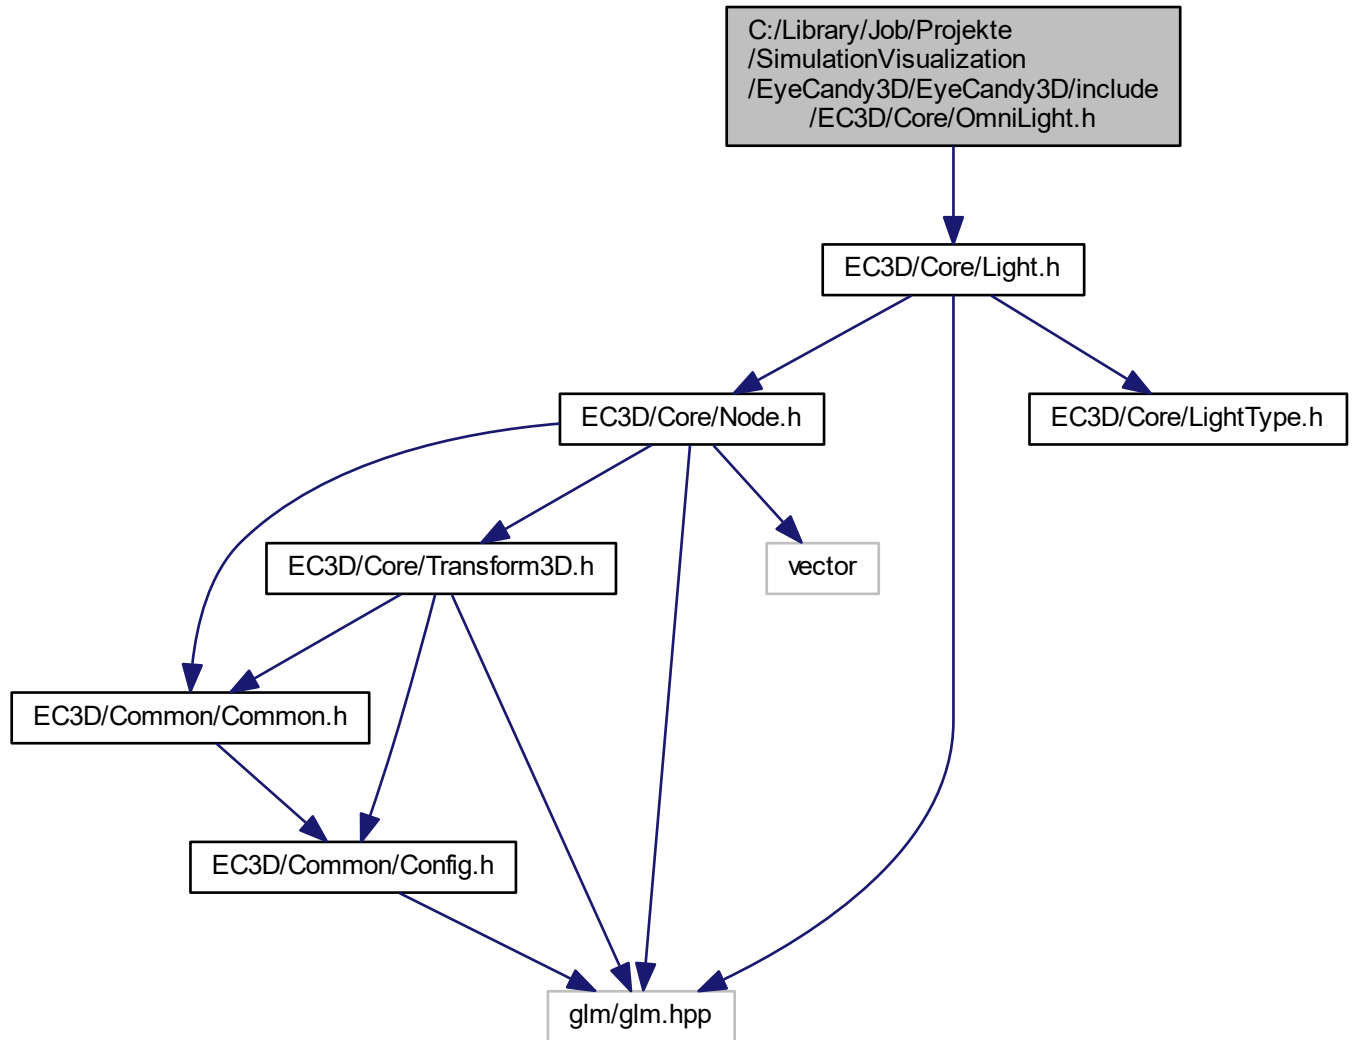 C:/Library/Job/Projekte
/SimulationVisualization
/EyeCandy3D/EyeCandy3D/include
/EC3D/Core/OmniLight.h
EC3D/Core/Light.h
EC3D/Core/Node.h
EC3D/Core/LightType.h
EC3D/Core/Transform3D.h
vector
EC3D/Common/Common.h
EC3D/Common/Config.h
glm/glm.hpp